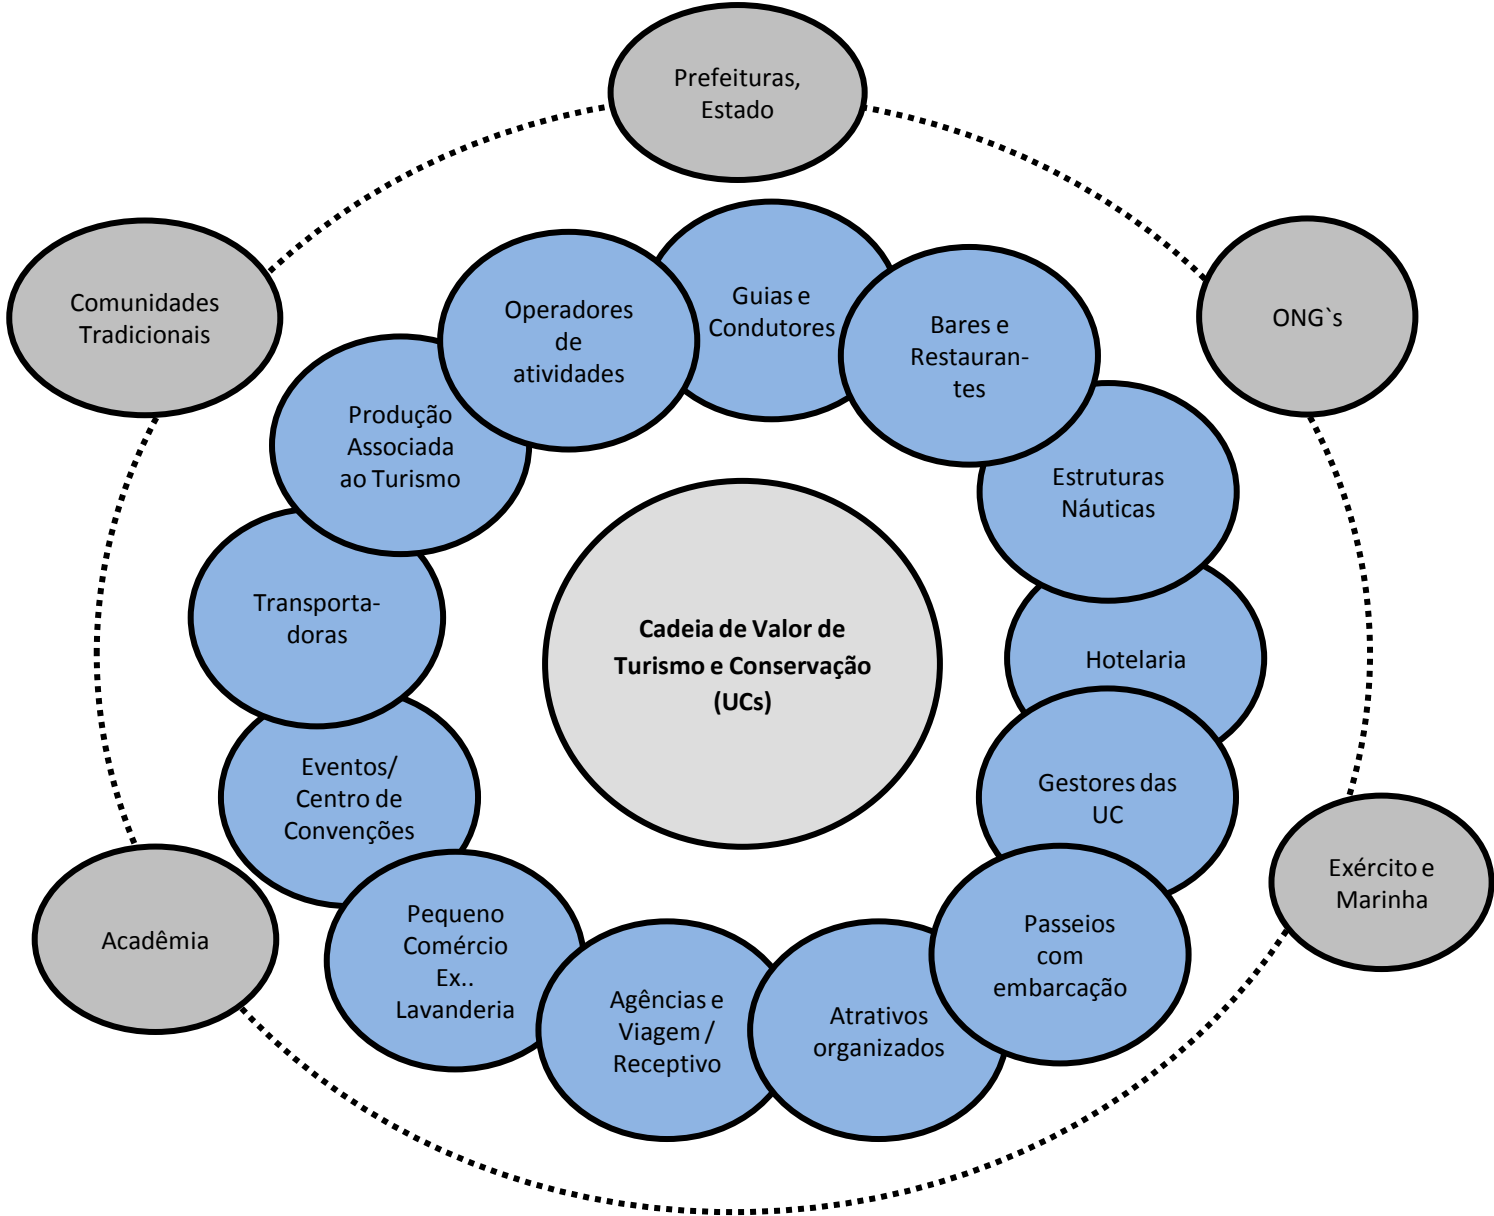 Prefeituras,
Estado
Comunidades
Tradicionais
ONG`s
Exército e
Marinha
Acadêmia
Guias e
Condutores
Bares e
Restauran-
tes
Estruturas
Náuticas
Hotelaria
Gestores das
UC
Passeios
com
embarcação
Atrativos
organizados
Agências e
Viagem /
Receptivo
Pequeno
Comércio
Ex..
Lavanderia
Eventos/
Centro de
Convenções
Transporta-
doras
Produção
Associada
ao Turismo
Operadores
de
atividades
Cadeia de Valor de
Turismo e Conservação
(UCs)